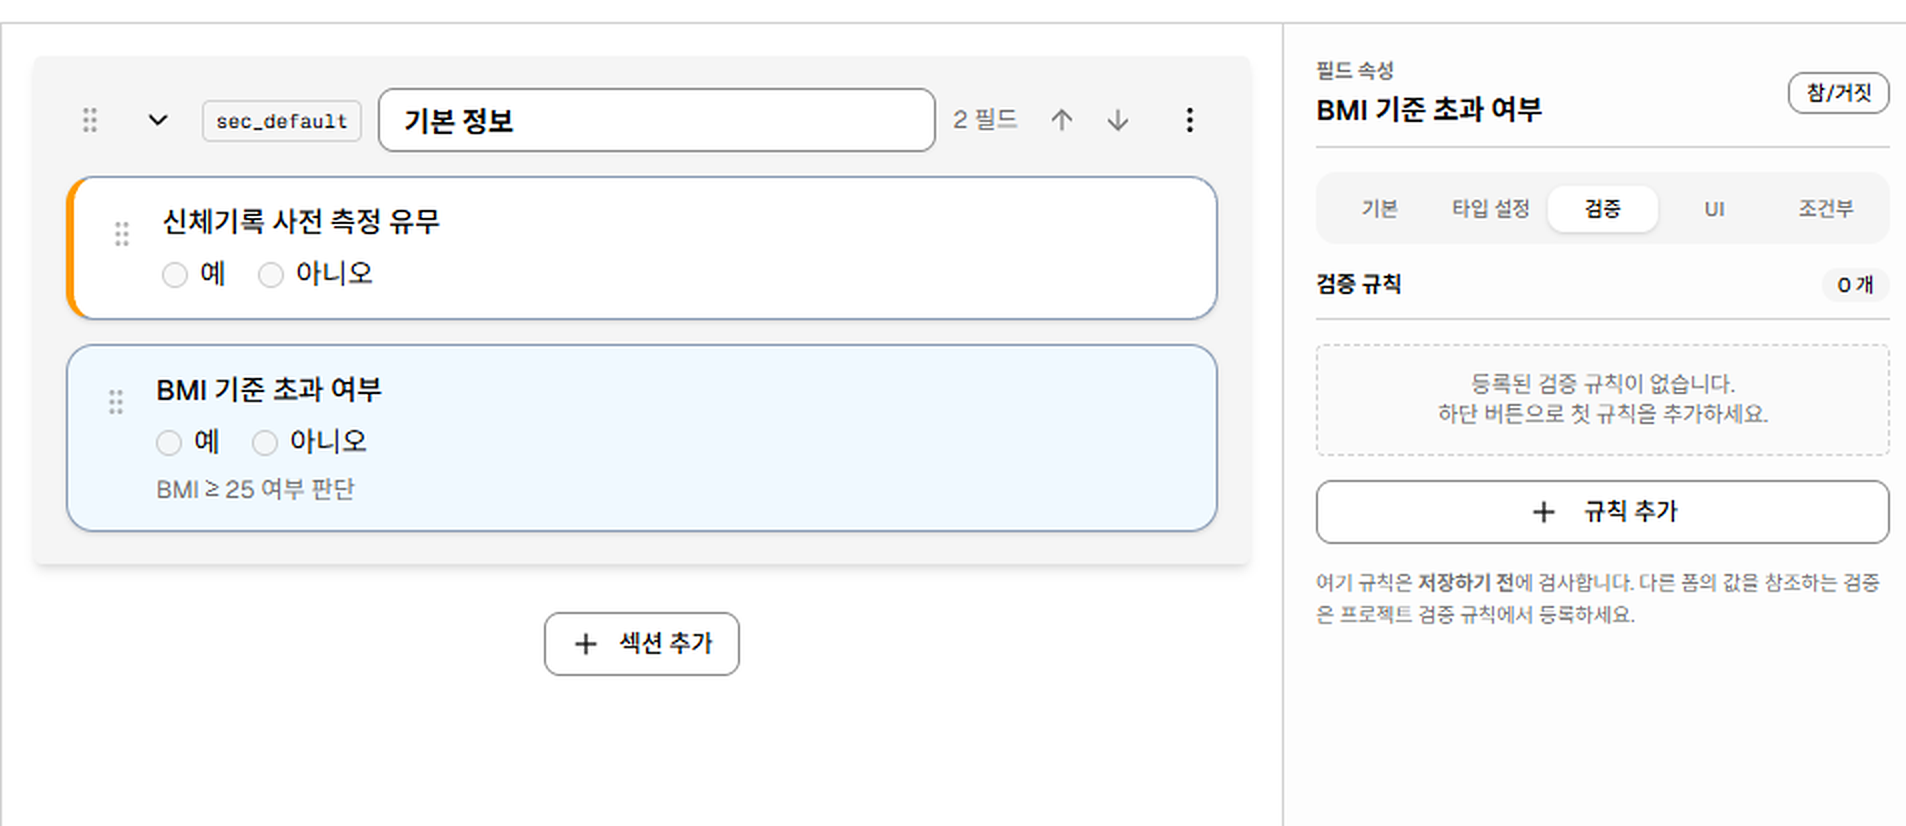 sec_default
기본 정보
2 필드
신체기록 사전 측정 유무
예 아니오
BMI 기준 초과 여부
예 아니오
BMI ≥ 25 여부 판단
섹션 추가
필드 속성
BMI 기준 초과 여부
참/거짓
기본 타입 설정 검증 UI 조건부
검증 규칙
0 개
등록된 검증 규칙이 없습니다.
하단 버튼으로 첫 규칙을 추가하세요.
규칙 추가
여기 규칙은 저장하기 전에 검사합니다. 다른 폼의 값을 참조하는 검증
은 프로젝트 검증 규칙에서 등록하세요.